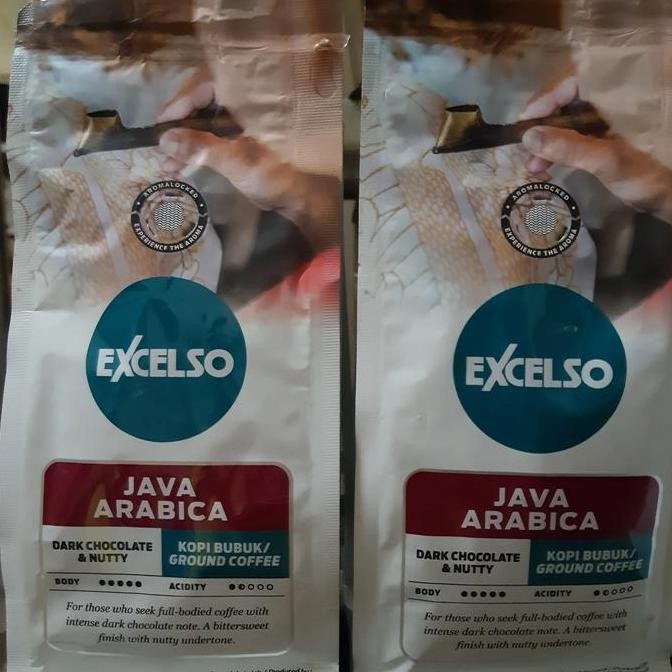 AROMALOCKED
EXPERIENCE THE AROMA
EXCELSO
JAVA
ARABICA
DARK CHOCOLATE
& NUTTY
KOPI BUBUK/
GROUND COFFEE
BODY
ACIDITY
For those who seek full-bodied coffee with
intense dark chocolate note. A bittersweet
finish with nutty undertone.
AROMALOCKED
EXPERIENCE THE AROMA
EXCELSO
JAVA
ARABICA
DARK CHOCOLATE
& NUTTY
KOPI BUBUK/
GROUND COFFEE
BODY
ACIDITY
For those who seek full-bodied coffee with
intense dark chocolate note. A bittersweet
finish with nutty undertone.